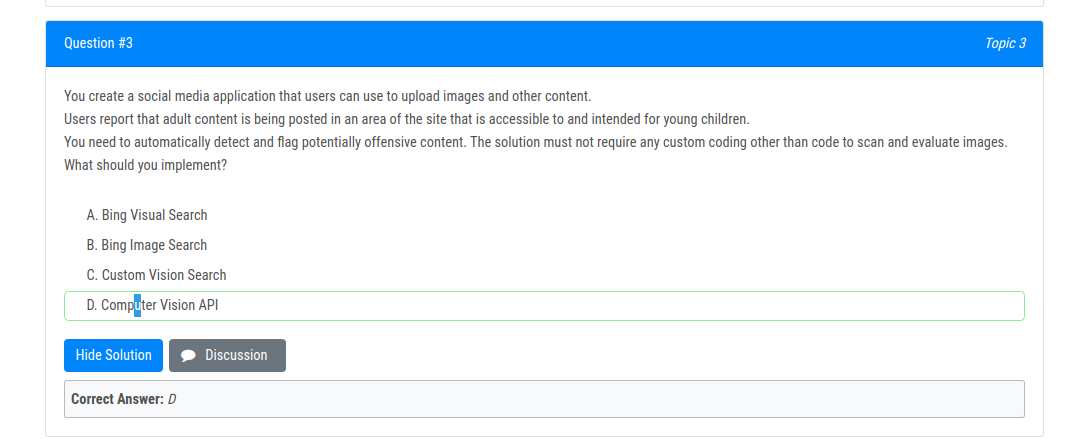 Question #3
Topic 3
You create a social media application that users can use to upload images and other content.
Users report that adult content is being posted in an area of the site that is accessible to and intended for young children.
You need to automatically detect and flag potentially offensive content. The solution must not require any custom coding other than code to scan and evaluate images.
What should you implement?
A. Bing Visual Search
B. Bing Image Search
C. Custom Vision Search
D. Computer Vision API
Hide Solution
Discussion
Correct Answer: D